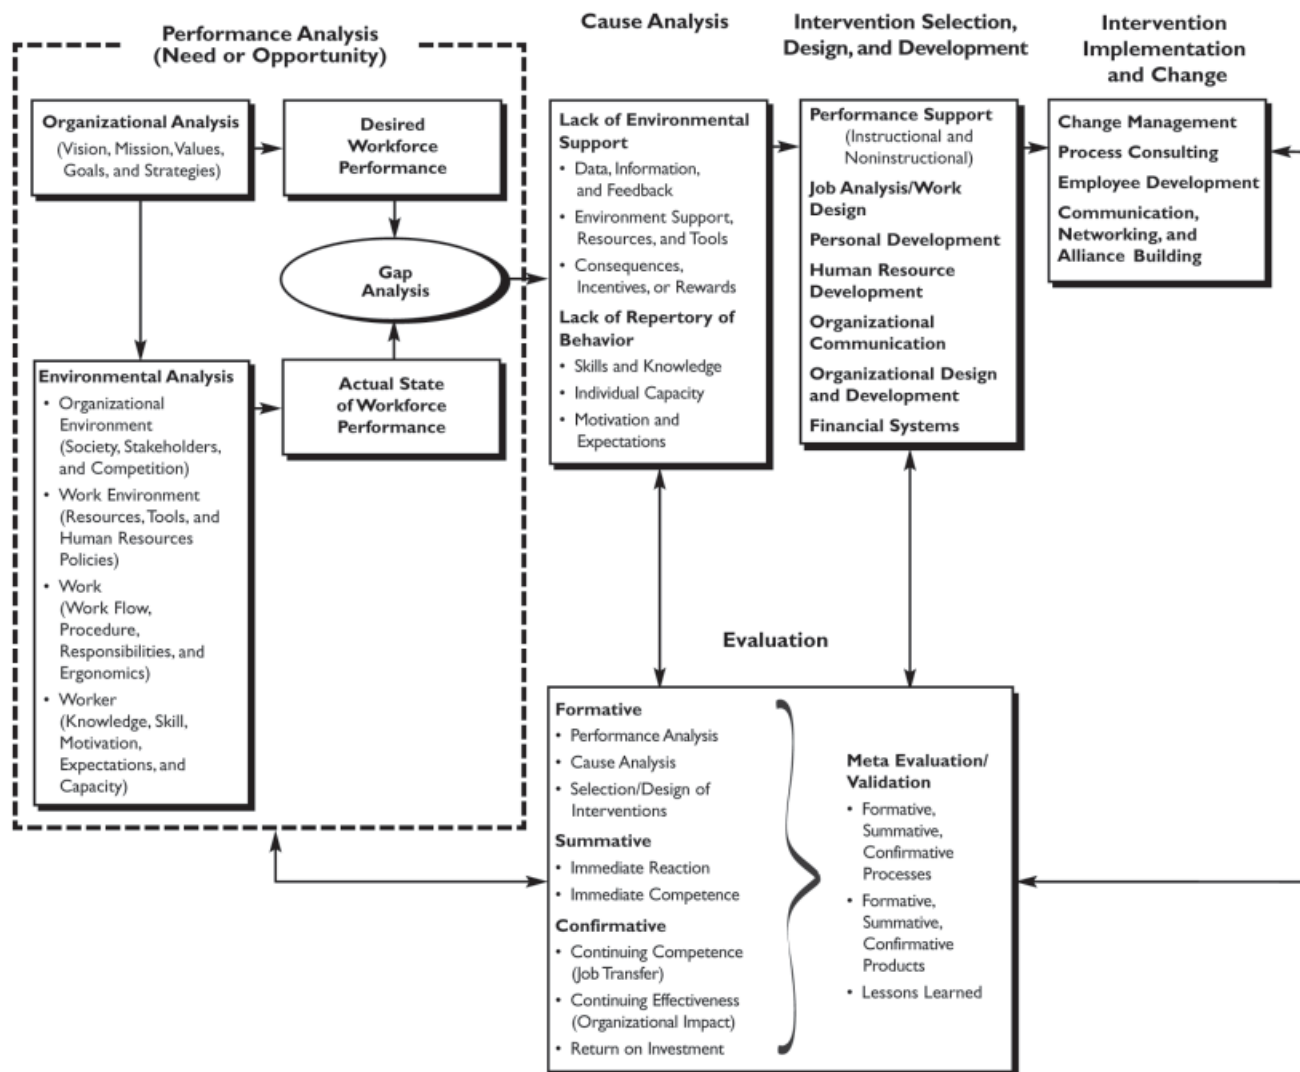 Performance Analysis
(Need or Opportunity)
Organizational Analysis
(Vision, Mission, Values,
Goals, and Strategies)
Desired
Workforce
Performance
Gap
Analysis
Environmental Analysis
• Organizational
Environment
(Society, Stakeholders,
and Competition)
• Work Environment
(Resources, Tools, and
Human Resources
Policies)
• Work
(Work Flow,
Procedure,
Responsibilities, and
Ergonomics)
• Worker
(Knowledge, Skill,
Motivation,
Expectations, and
Capacity)
Actual State
of Workforce
Performance
Cause Analysis
Lack of Environmental
Support
• Data, Information,
and Feedback
• Environment Support,
Resources, and Tools
• Consequences,
Incentives, or Rewards
Lack of Repertory of
Behavior
• Skills and Knowledge
• Individual Capacity
• Motivation and
Expectations
Intervention Selection,
Design, and Development
Performance Support
(Instructional and
Noninstructional)
Job Analysis/Work
Design
Personal Development
Human Resource
Development
Organizational
Communication
Organizational Design
and Development
Financial Systems
Intervention
Implementation
and Change
Change Management
Process Consulting
Employee Development
Communication,
Networking, and
Alliance Building
Evaluation
Formative
• Performance Analysis
• Cause Analysis
• Selection/Design of
Interventions
Summative
• Immediate Reaction
• Immediate Competence
Confirmative
• Continuing Competence
(Job Transfer)
• Continuing Effectiveness
(Organizational Impact)
• Return on Investment
Meta Evaluation/
Validation
• Formative,
Summative,
Confirmative
Processes
• Formative,
Summative,
Confirmative
Products
• Lessons Learned